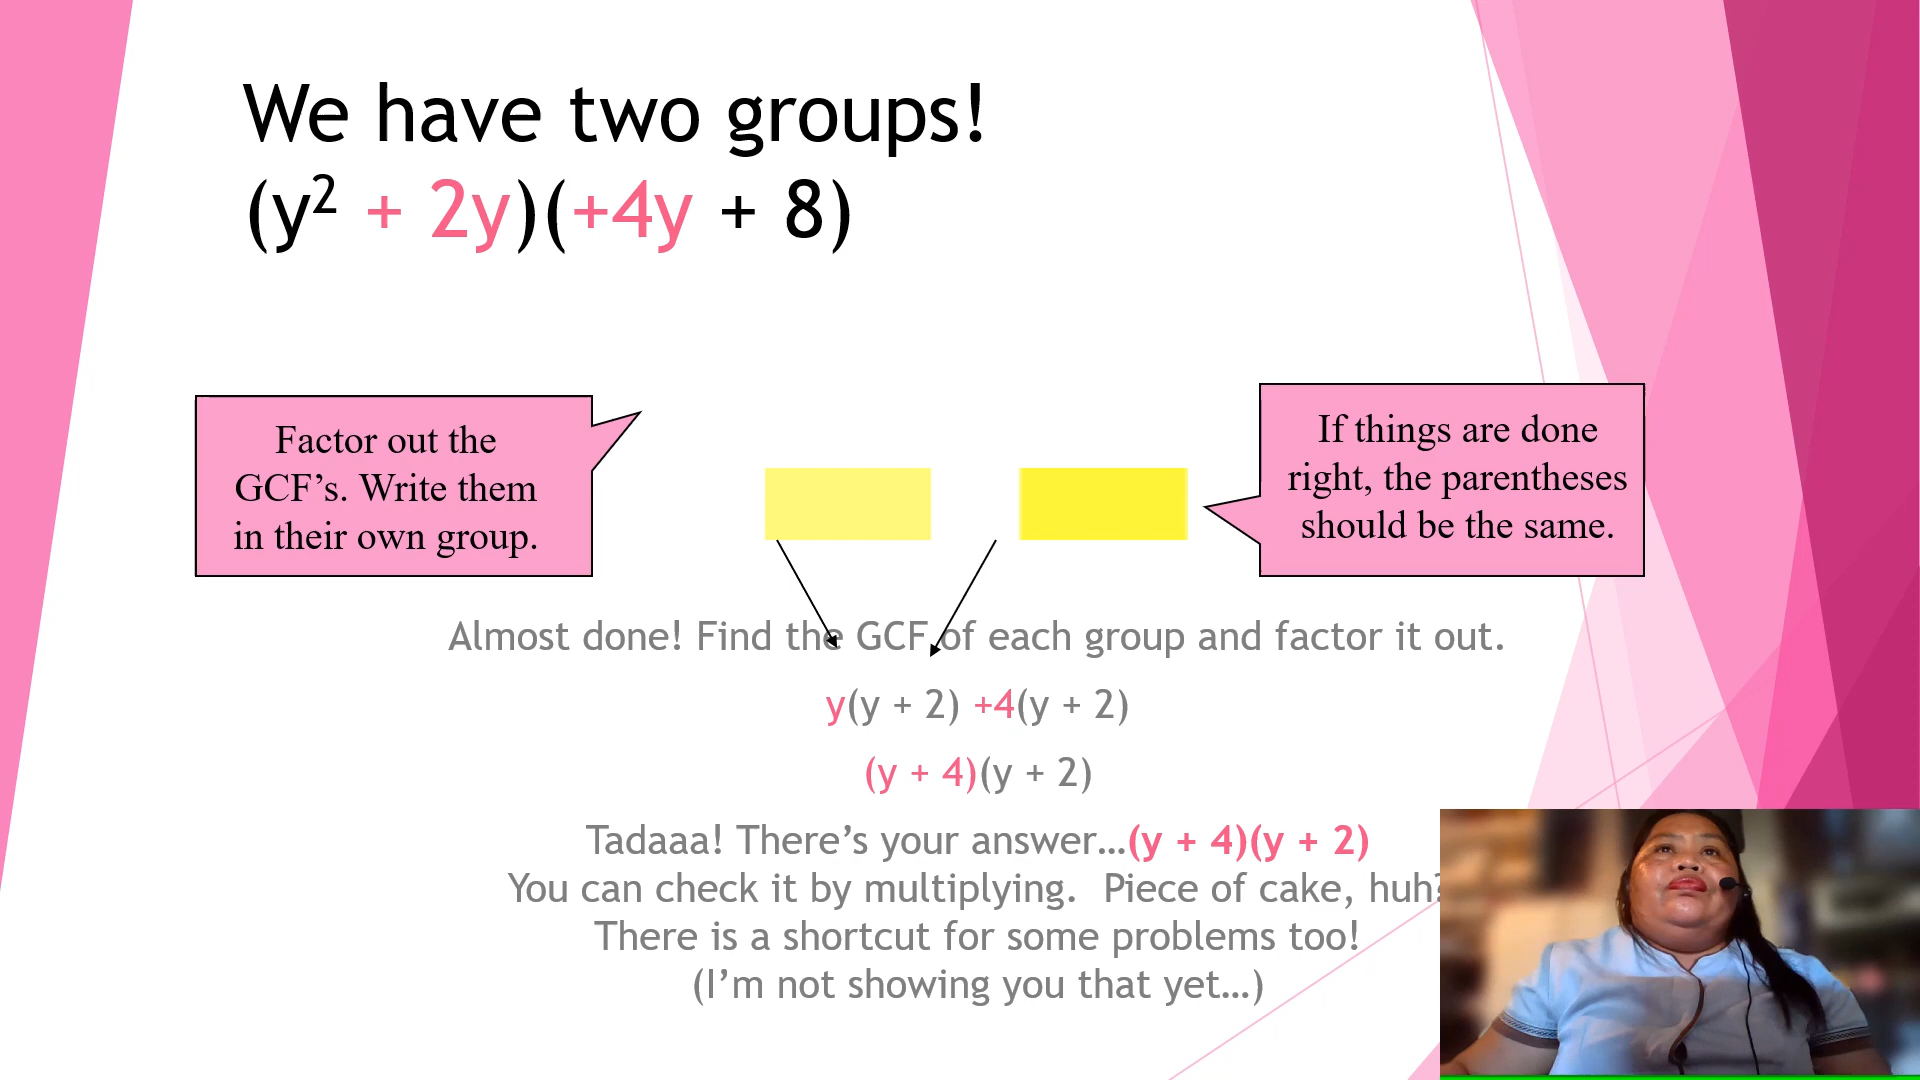 We have two groups!
(y² + 2y)(+4y + 8)
Factor out the
GCF’s. Write them
in their own group.
If things are done
right, the parentheses
should be the same.
Almost done! Find the GCF of each group and factor it out.
y(y + 2) +4(y + 2)
(y + 4)(y + 2)
Tadaaa! There’s your answer…(y + 4)(y + 2)
You can check it by multiplying. Piece of cake, huh?
There is a shortcut for some problems too!
(I’m not showing you that yet…)